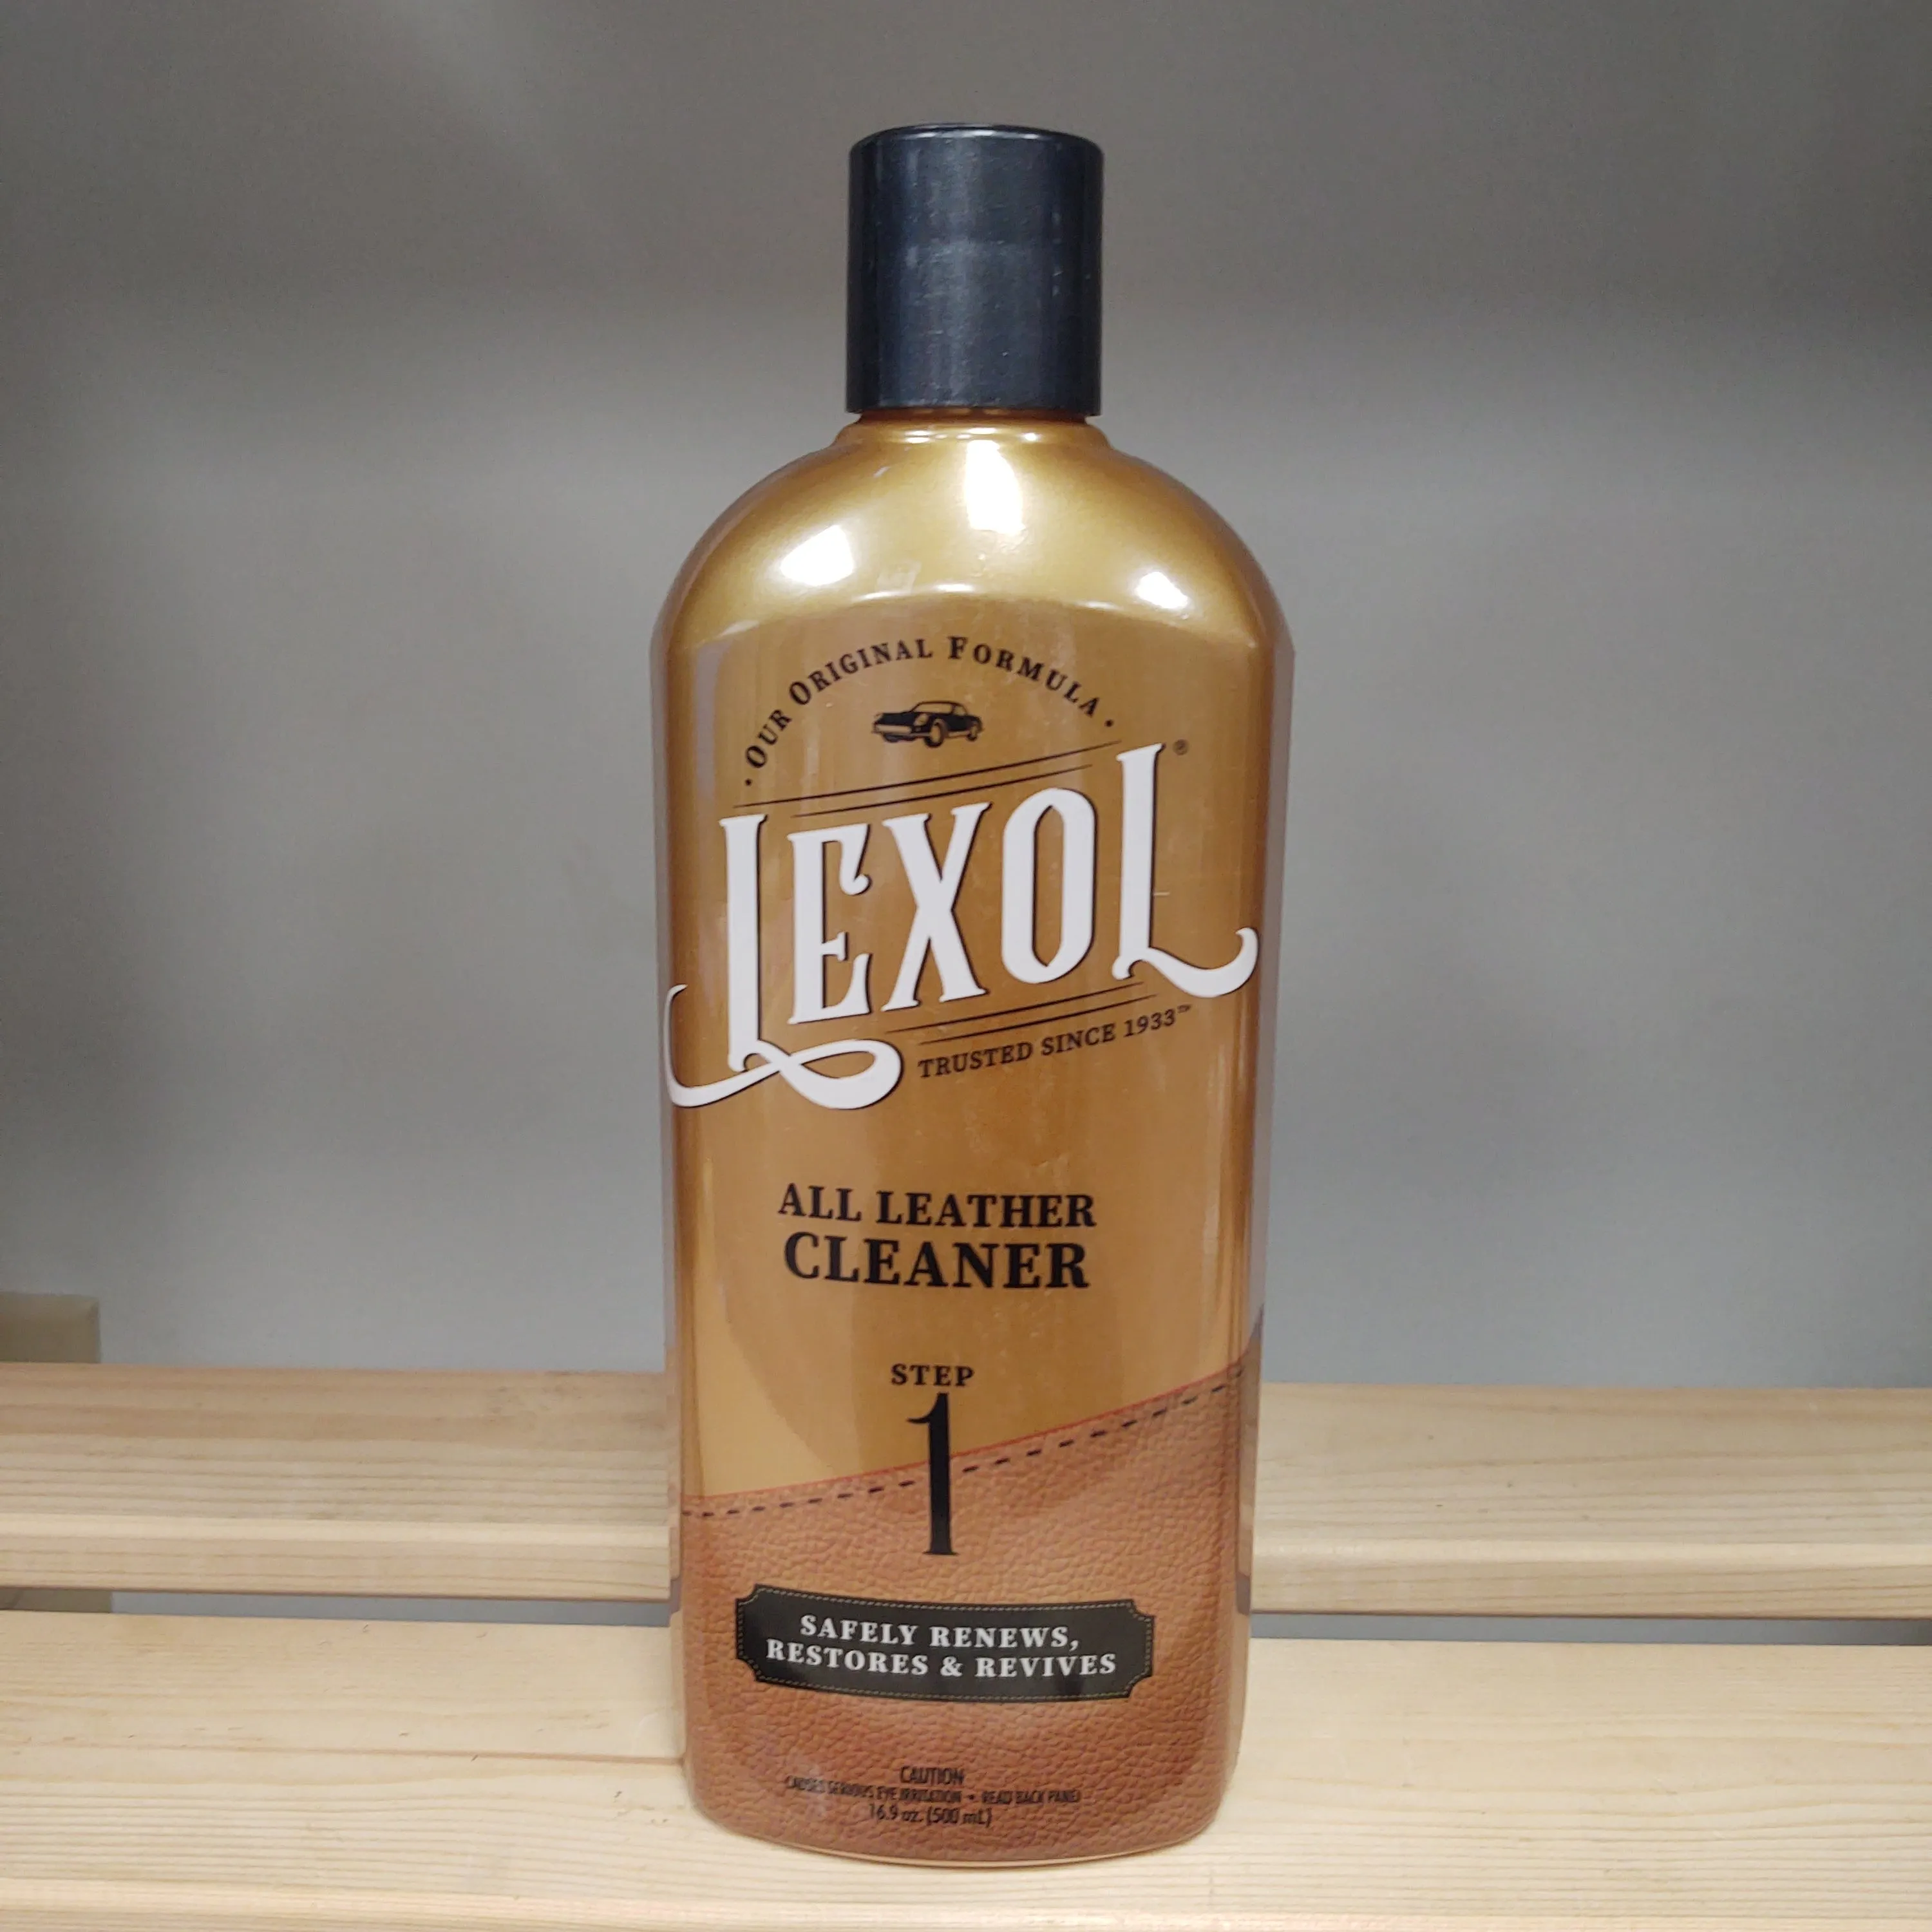 · OUR ORIGINAL FORMULA ·
LEXOL®
TRUSTED SINCE 1933™
ALL LEATHER
CLEANER
STEP
1
SAFELY RENEWS,
RESTORES & REVIVES
CAUTION
CAUSES SERIOUS EYE IRRITATION • READ BACK PANEL
16.9 oz. (500 mL)